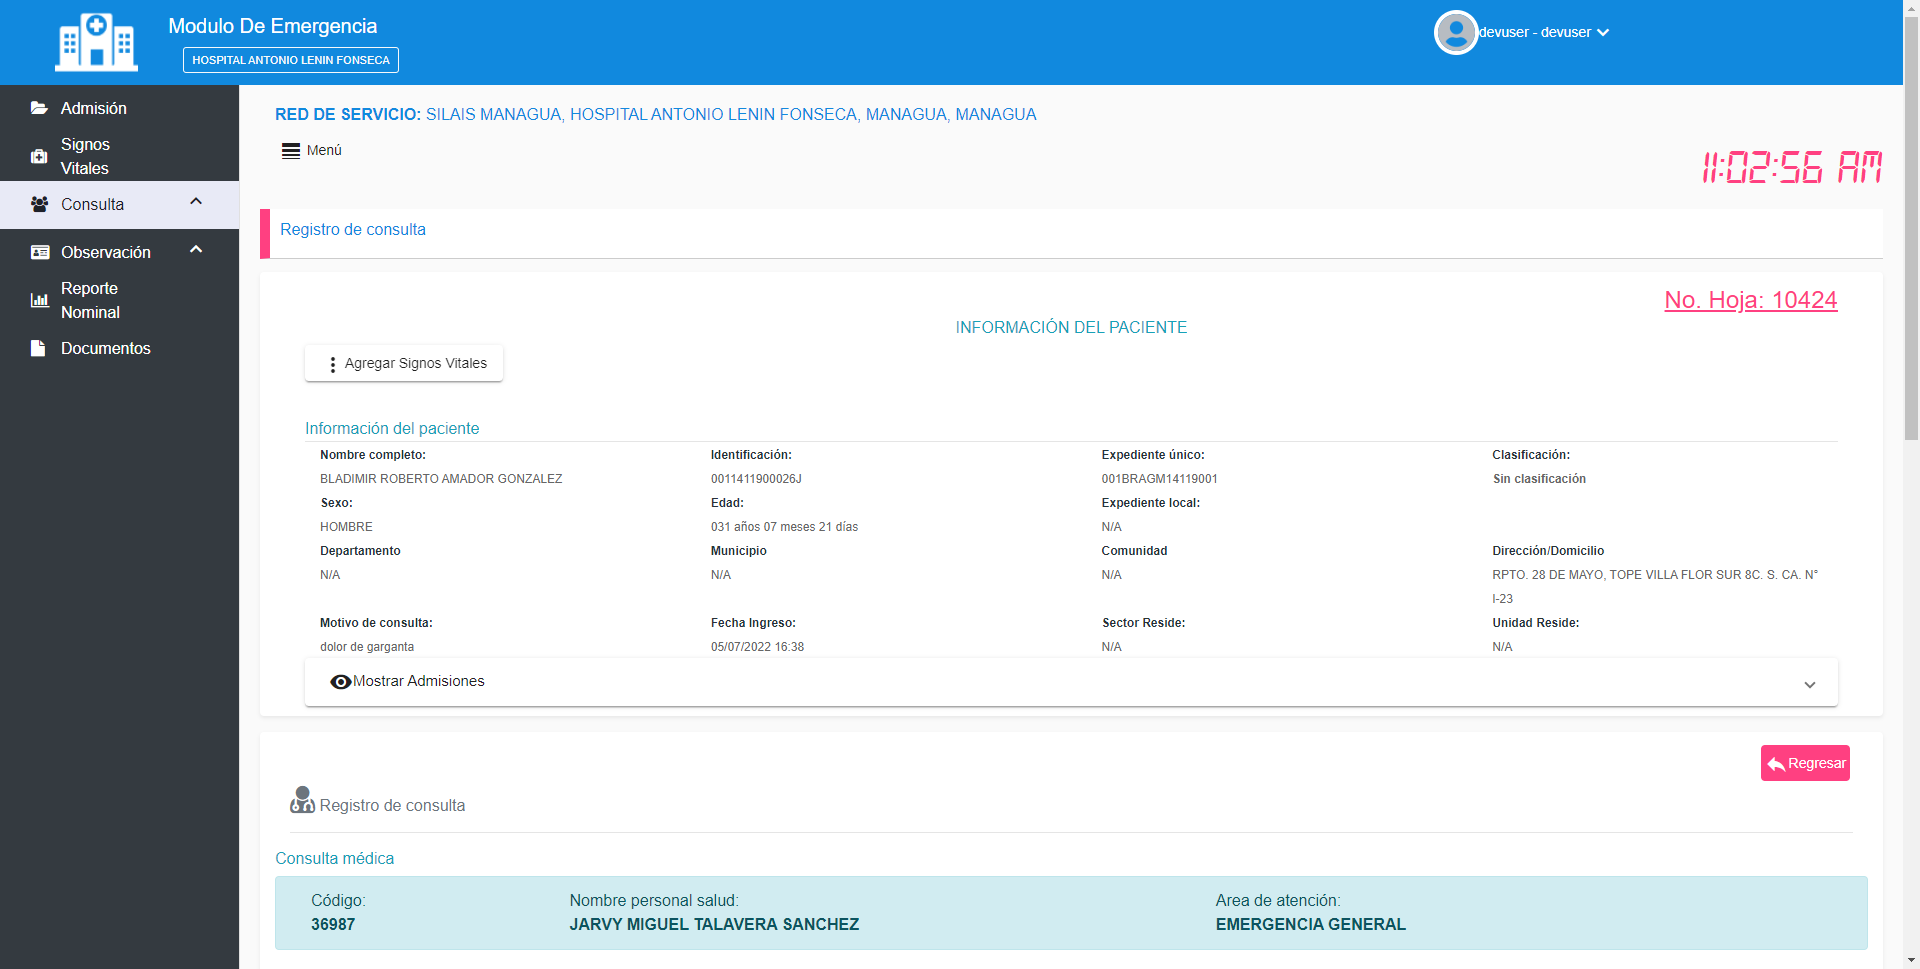 Modulo De Emergencia
HOSPITAL ANTONIO LENIN FONSECA
devuser - devuser
Admisión
Signos
Vitales
Consulta
Observación
Reporte
Nominal
Documentos
RED DE SERVICIO: SILAIS MANAGUA, HOSPITAL ANTONIO LENIN FONSECA, MANAGUA, MANAGUA
Menú
11:02:56 AM
Registro de consulta
No. Hoja: 10424
INFORMACIÓN DEL PACIENTE
Agregar Signos Vitales
Información del paciente
Nombre completo: Identificación: Expediente único: Clasificación:
BLADIMIR ROBERTO AMADOR GONZALEZ 0011411900026J 001BRAGM14119001 Sin clasificación
Sexo: Edad: Expediente local:
HOMBRE 031 años 07 meses 21 días N/A
Departamento Municipio Comunidad Dirección/Domicilio
N/A N/A N/A RPTO. 28 DE MAYO, TOPE VILLA FLOR SUR 8C. S. CA. N°
I-23
Motivo de consulta: Fecha Ingreso: Sector Reside: Unidad Reside:
dolor de garganta 05/07/2022 16:38 N/A N/A
Mostrar Admisiones
Regresar
Registro de consulta
Consulta médica
Código: Nombre personal salud: Area de atención:
36987 JARVY MIGUEL TALAVERA SANCHEZ EMERGENCIA GENERAL